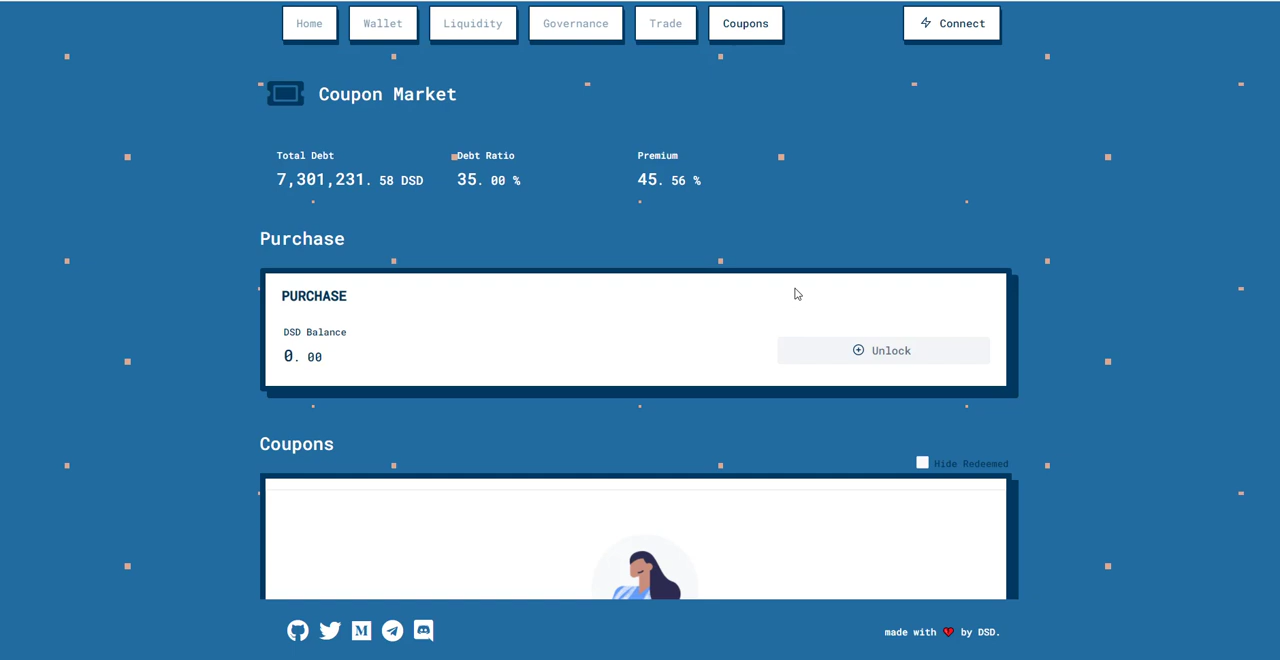 Home Wallet Liquidity Governance Trade Coupons Connect
Coupon Market
Total Debt Debt Ratio Premium
7,301,231. 58 DSD 35. 00 % 45. 56 %
Purchase
PURCHASE
DSD Balance
0. 00
Unlock
Coupons
Hide Redeemed
made with by DSD.